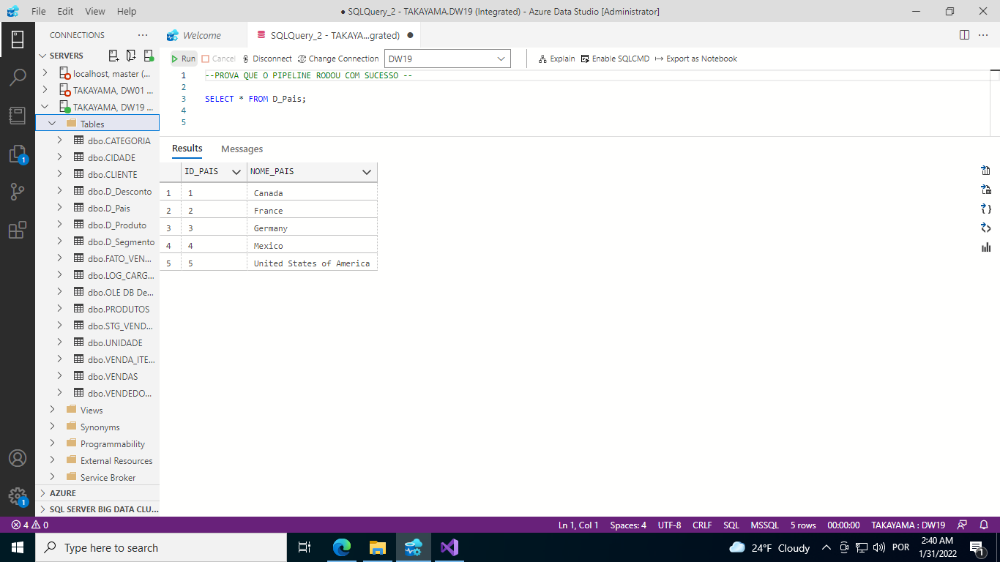 File Edit View Help ● SQLQuery_2 - TAKAYAMA.DW19 (Integrated) - Azure Data Studio [Administrator]
CONNECTIONS ...
Welcome
SQLQuery_2 - TAKAYA...grated) ●
SERVERS
Run Cancel Disconnect Change Connection DW19 Explain Enable SQLCMD Export as Notebook
localhost, master (...
TAKAYAMA, DW01 ...
TAKAYAMA, DW19 ...
Tables
dbo.CATEGORIA
dbo.CIDADE
dbo.CLIENTE
dbo.D_Desconto
dbo.D_Pais
dbo.D_Produto
dbo.D_Segmento
dbo.FATO_VEN...
dbo.LOG_CARG...
dbo.OLE DB De...
dbo.PRODUTOS
dbo.STG_VEND...
dbo.UNIDADE
dbo.VENDA_ITE...
dbo.VENDAS
dbo.VENDEDO...
Views
Synonyms
Programmability
External Resources
Service Broker
AZURE
SQL SERVER BIG DATA CLU...
1
1
1 --PROVA QUE O PIPELINE RODOU COM SUCESSO --
2
3 SELECT * FROM D_Pais;
4
5
Results Messages
ID_PAIS NOME_PAIS
1 1 Canada
2 2 France
3 3 Germany
4 4 Mexico
5 5 United States of America
4 0 Ln 1, Col 1 Spaces: 4 UTF-8 CRLF SQL MSSQL 5 rows 00:00:00 TAKAYAMA : DW19
Type here to search
24°F Cloudy POR
2:40 AM
1/31/2022
1